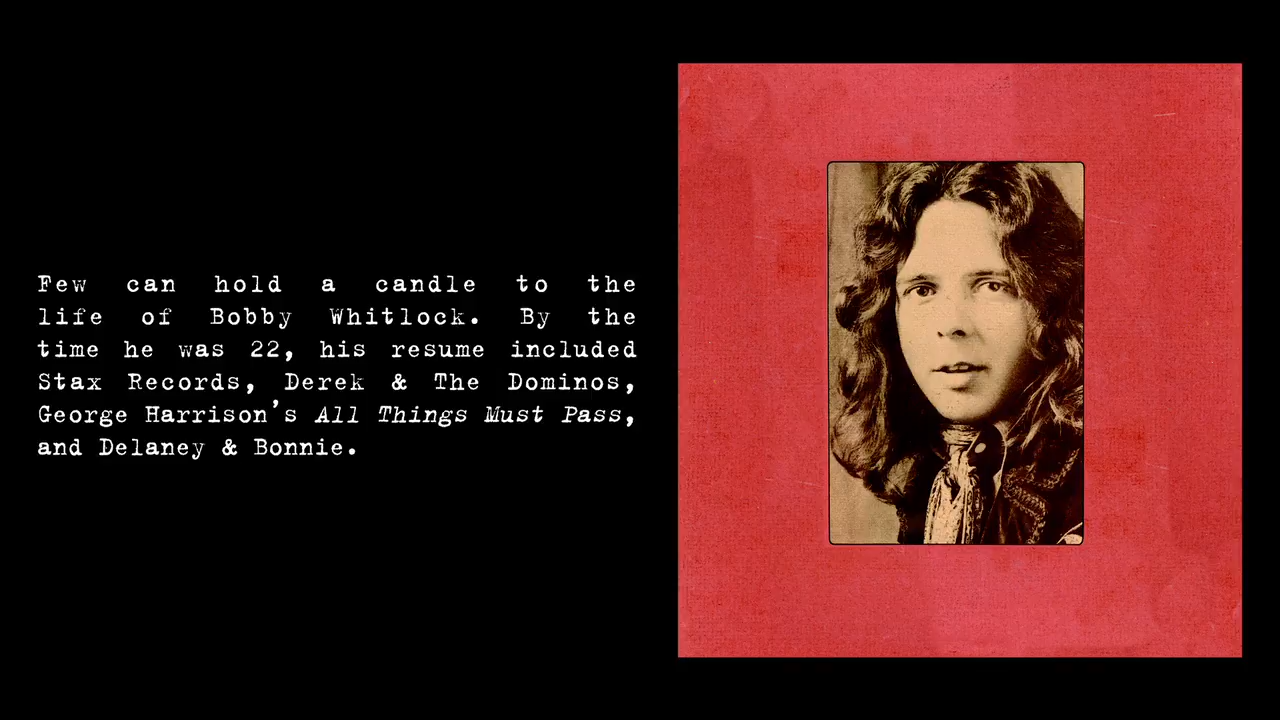 Few can hold a candle to the
life of Bobby Whitlock. By the
time he was 22, his resume included
Stax Records, Derek & The Dominos,
George Harrison's All Things Must Pass,
and Delaney & Bonnie.